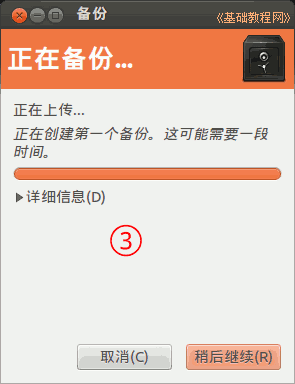 备份
《基础教程网》
正在备份...
正在上传...
正在创建第一个备份。这可能需要一段
时间。
详细信息(D)
③
取消(C)
稍后继续(R)